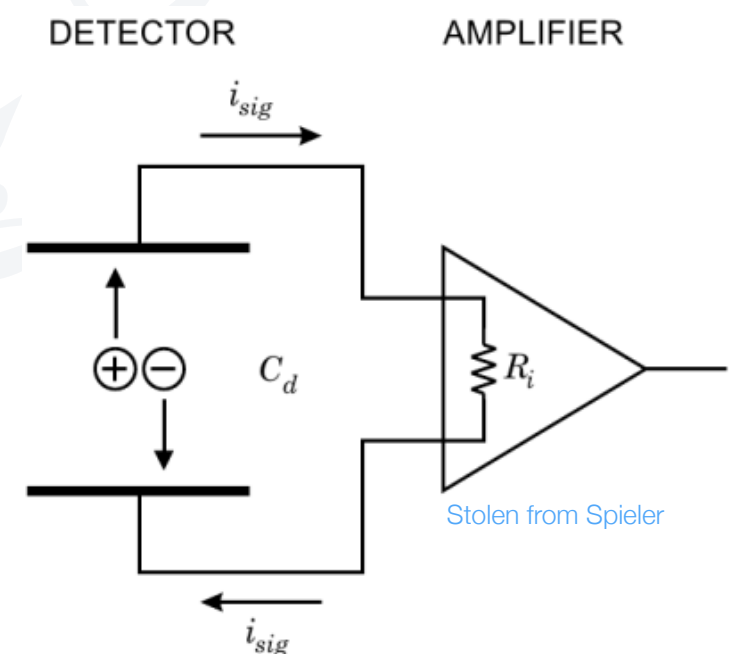 DETECTOR AMPLIFIER
i_sig
+ −
C_d
R_i
Stolen from Spieler
i_sig